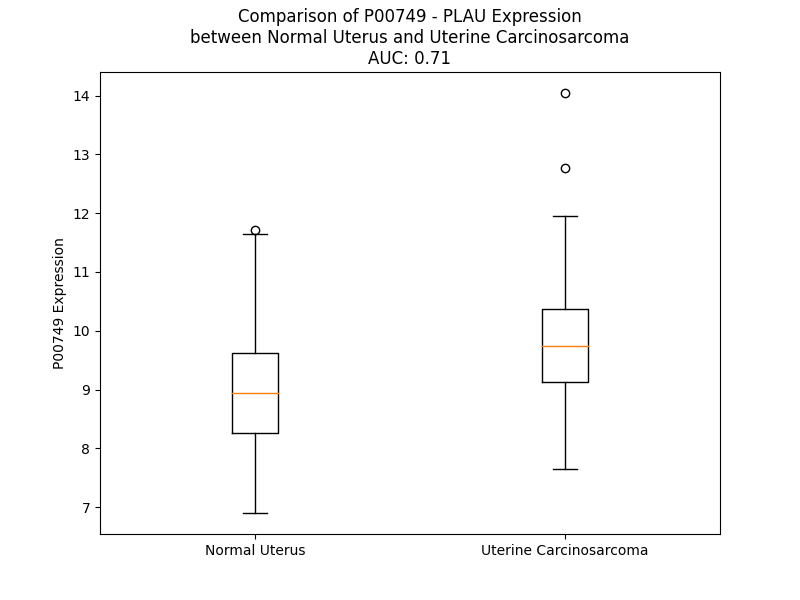 Comparison of P00749 - PLAU Expression
between Normal Uterus and Uterine Carcinosarcoma
AUC: 0.71
14
13
12
11
10
9
8
7
P00749 Expression
Normal Uterus
Uterine Carcinosarcoma